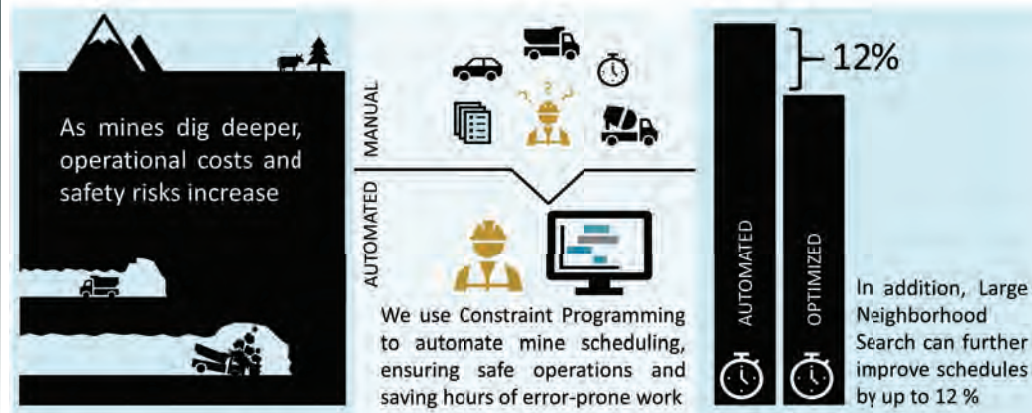 As mines dig deeper,
operational costs and
safety risks increase
MANUAL
AUTOMATED
We use Constraint Programming
to automate mine scheduling,
ensuring safe operations and
saving hours of error-prone work
12%
AUTOMATED
OPTIMIZED
In addition, Large
Neighborhood
Search can further
improve schedules
by up to 12 %